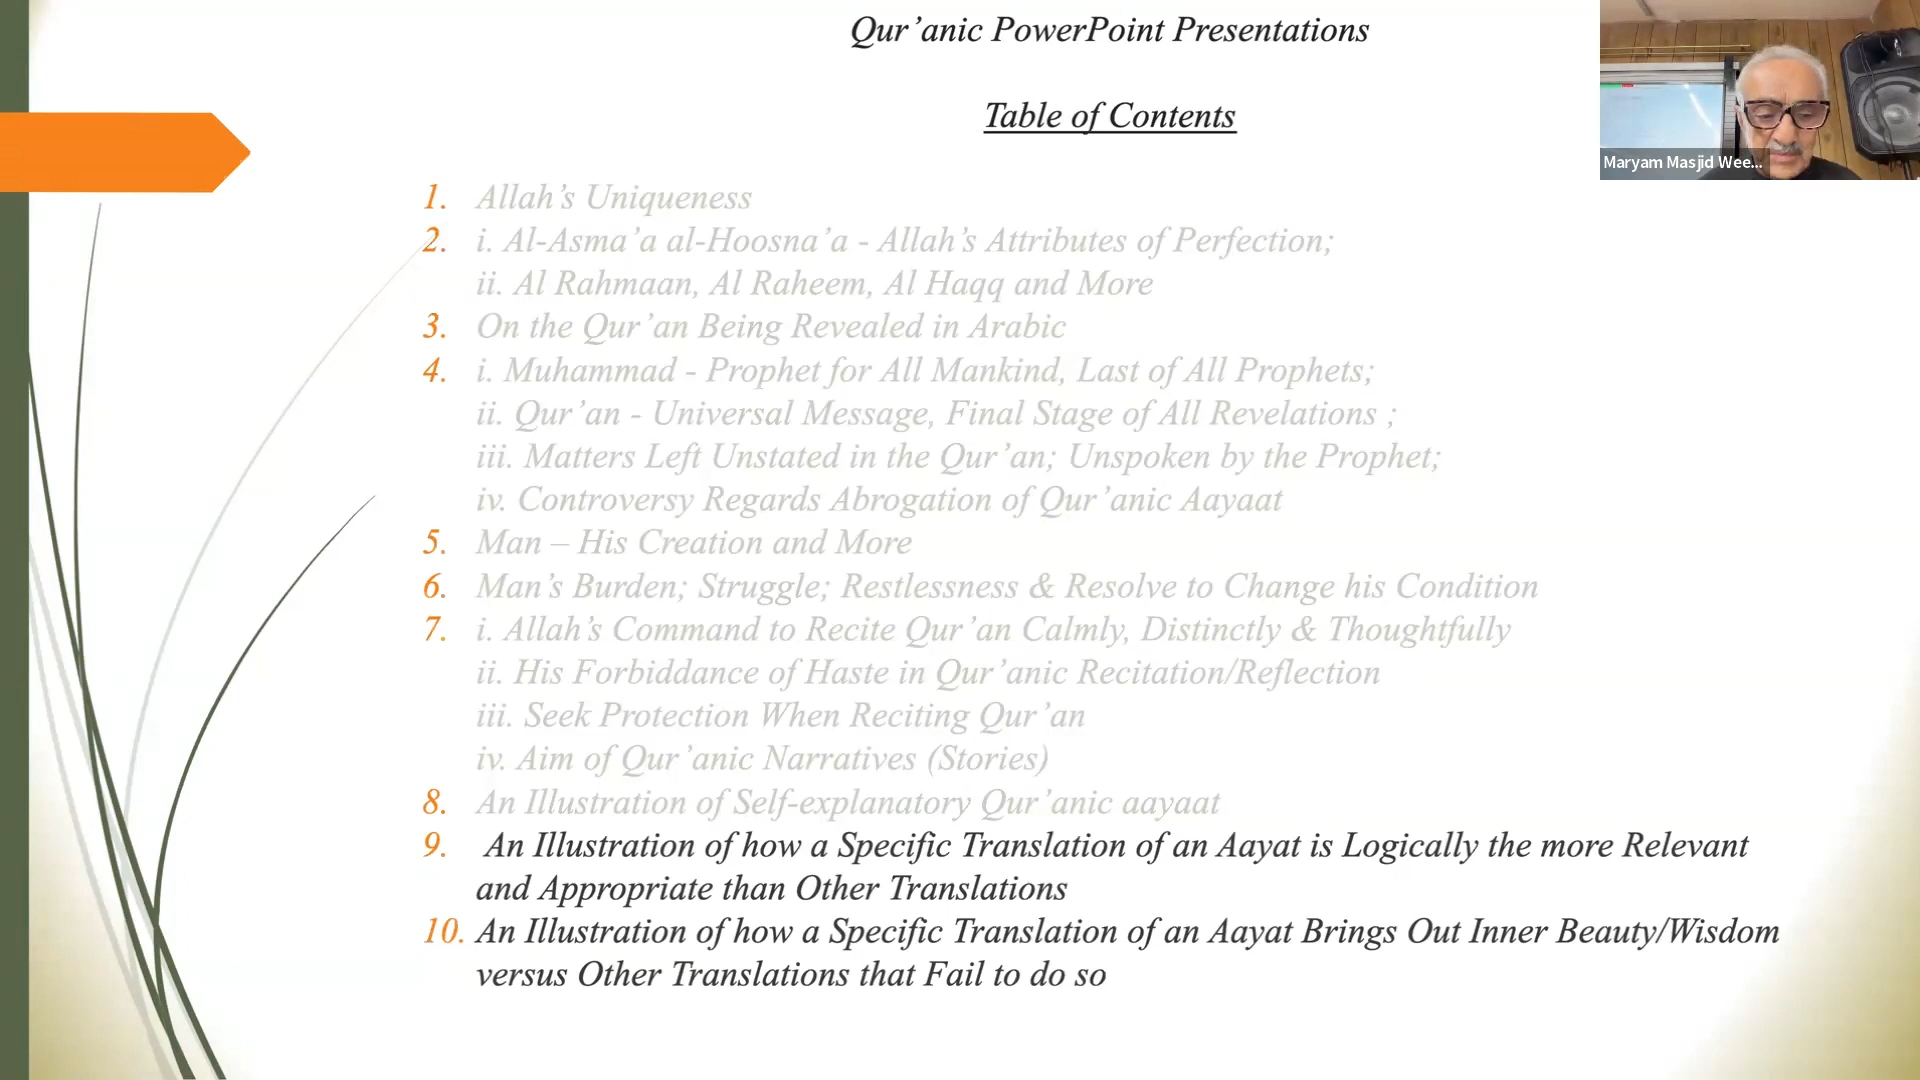 Qur’anic PowerPoint Presentations
Table of Contents
1. Allah’s Uniqueness
2. i. Al-Asma’a al-Hoosna’a - Allah’s Attributes of Perfection;
ii. Al Rahmaan, Al Raheem, Al Haqq and More
3. On the Qur’an Being Revealed in Arabic
4. i. Muhammad - Prophet for All Mankind, Last of All Prophets;
ii. Qur’an - Universal Message, Final Stage of All Revelations ;
iii. Matters Left Unstated in the Qur’an; Unspoken by the Prophet;
iv. Controversy Regards Abrogation of Qur’anic Aayaat
5. Man – His Creation and More
6. Man’s Burden; Struggle; Restlessness & Resolve to Change his Condition
7. i. Allah’s Command to Recite Qur’an Calmly, Distinctly & Thoughtfully
ii. His Forbiddance of Haste in Qur’anic Recitation/Reflection
iii. Seek Protection When Reciting Qur’an
iv. Aim of Qur’anic Narratives (Stories)
8. An Illustration of Self-explanatory Qur’anic aayaat
9. An Illustration of how a Specific Translation of an Aayat is Logically the more Relevant
and Appropriate than Other Translations
10. An Illustration of how a Specific Translation of an Aayat Brings Out Inner Beauty/Wisdom
versus Other Translations that Fail to do so
Maryam Masjid Wee...